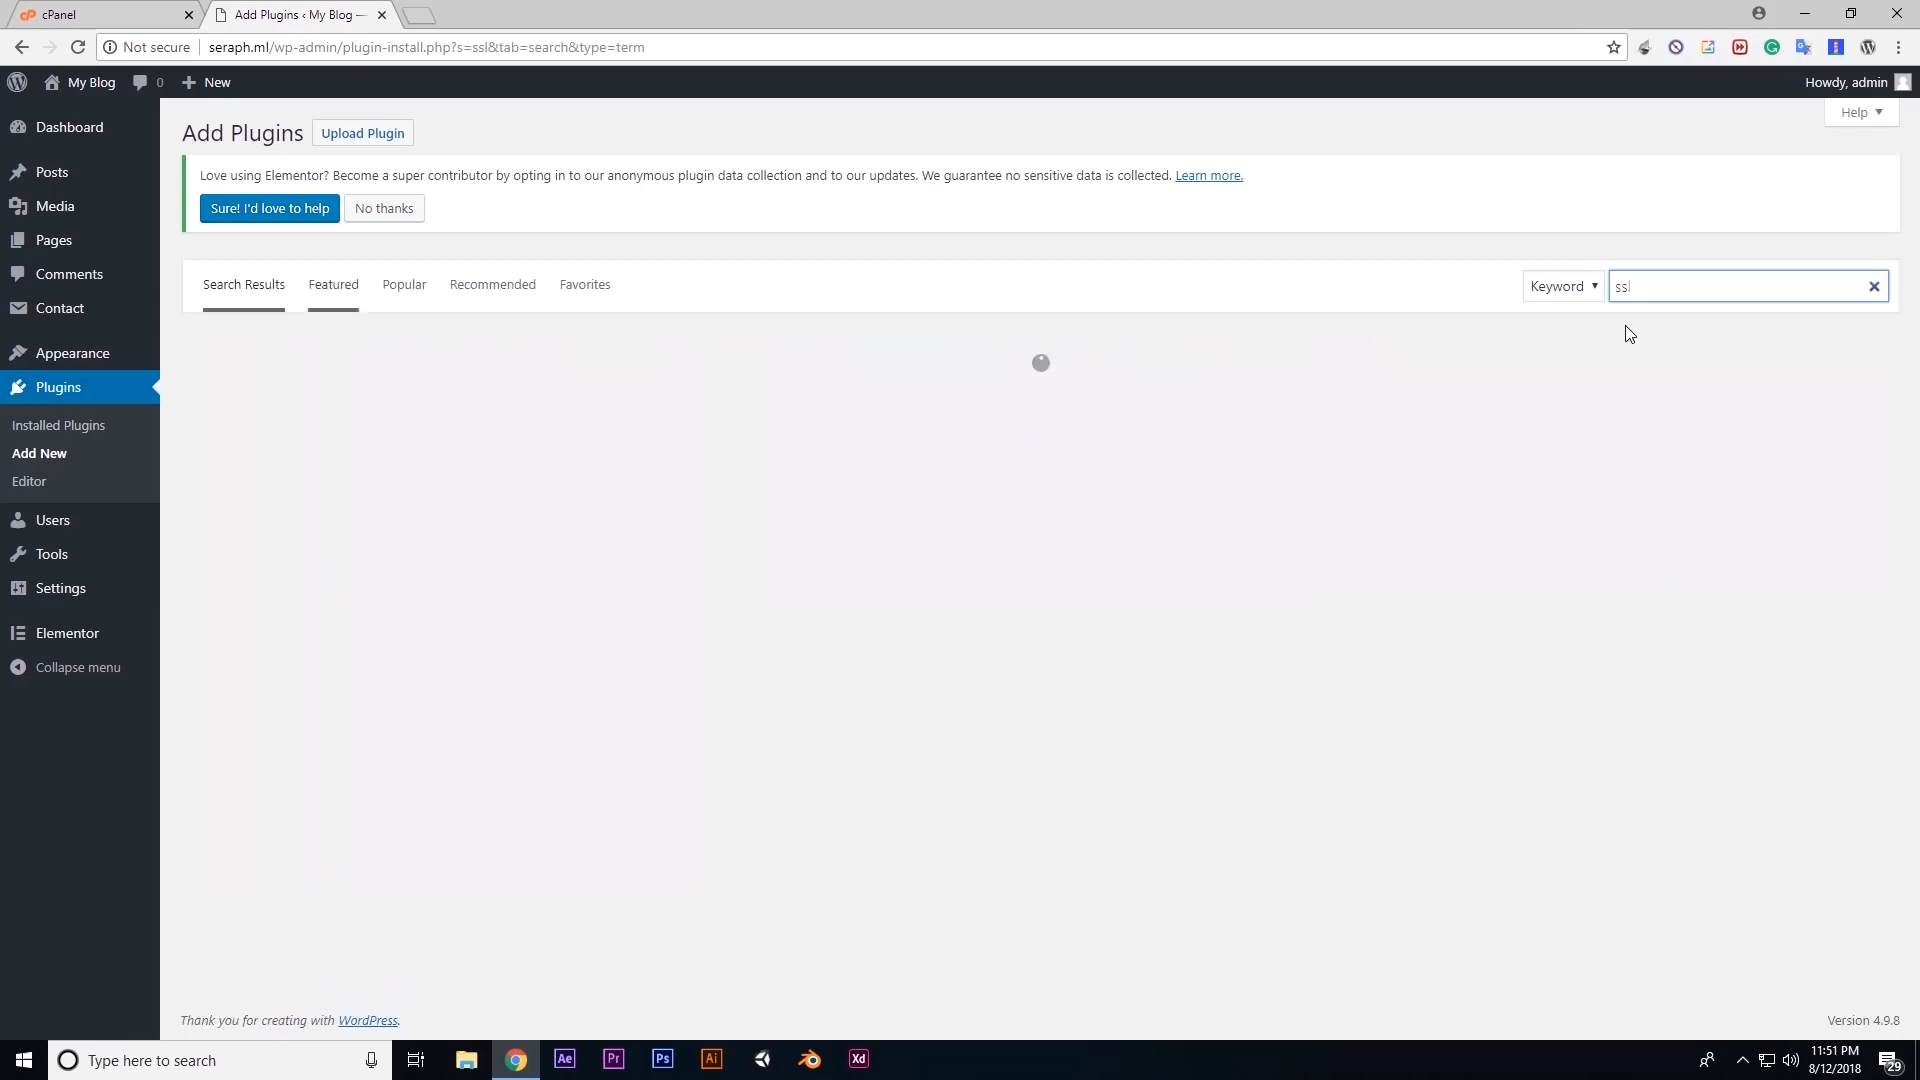 cPanel
Add Plugins ‹ My Blog —
Not secure
seraph.ml/wp-admin/plugin-install.php?s=ssl&tab=search&type=term
My Blog
0
New
Howdy, admin
Dashboard
Posts
Media
Pages
Comments
Contact
Appearance
Plugins
Installed Plugins
Add New
Editor
Users
Tools
Settings
Elementor
Collapse menu
Help
Add Plugins
Upload Plugin
Love using Elementor? Become a super contributor by opting in to our anonymous plugin data collection and to our updates. We guarantee no sensitive data is collected. Learn more.
Sure! I'd love to help
No thanks
Search Results
Featured
Popular
Recommended
Favorites
Keyword
ssl
Thank you for creating with WordPress.
Version 4.9.8
Type here to search
Ae
Pr
Ps
Ai
Xd
11:51 PM
8/12/2018
29